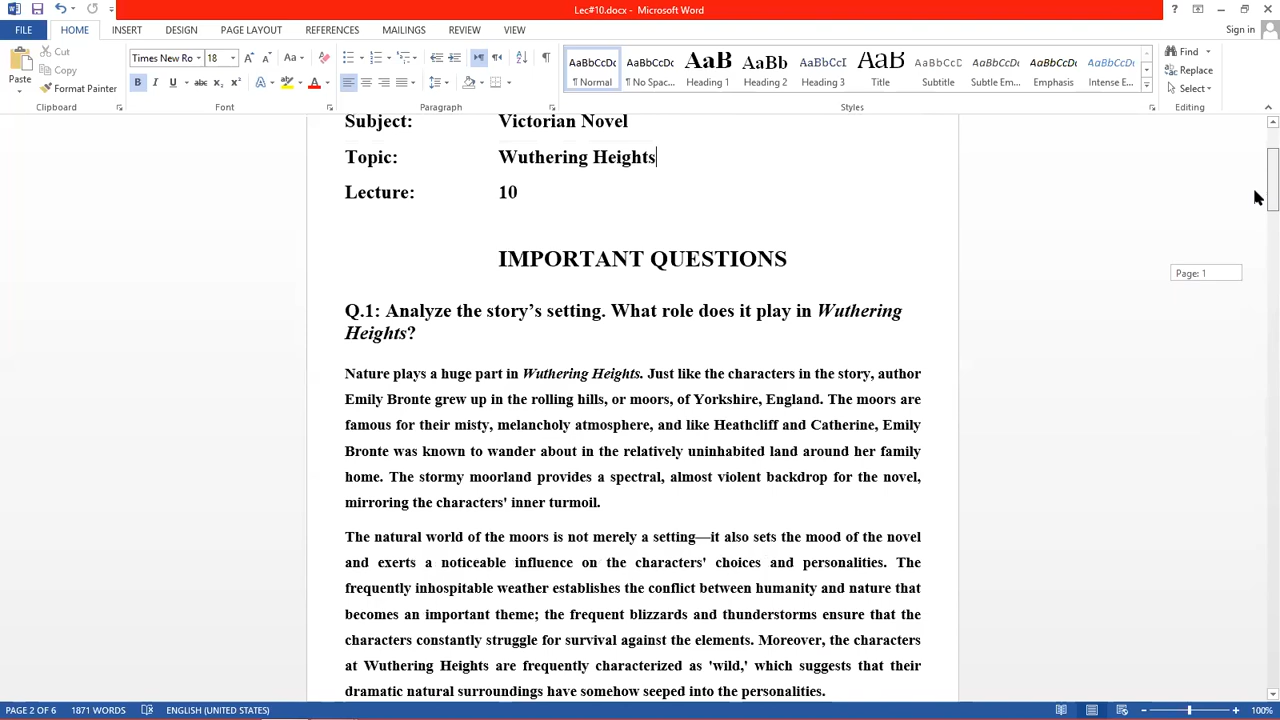 Lec#10.docx - Microsoft Word
FILE HOME INSERT DESIGN PAGE LAYOUT REFERENCES MAILINGS REVIEW VIEW Sign in
Paste Cut Copy Format Painter
Times New Ro 18
AaBbCcDc AaBbCcDc AaB AaBb AaBbCcI AaB AaBbCcD AaBbCcDi AaBbCcDi AaBbCcDi
¶ Normal ¶ No Spac... Heading 1 Heading 2 Heading 3 Title Subtitle Subtle Em... Emphasis Intense E...
Find Replace Select
Clipboard Font Paragraph Styles Editing
Subject: Victorian Novel
Topic: Wuthering Heights
Lecture: 10
IMPORTANT QUESTIONS
Page: 1
Q.1: Analyze the story’s setting. What role does it play in Wuthering
Heights?
Nature plays a huge part in Wuthering Heights. Just like the characters in the story, author
Emily Bronte grew up in the rolling hills, or moors, of Yorkshire, England. The moors are
famous for their misty, melancholy atmosphere, and like Heathcliff and Catherine, Emily
Bronte was known to wander about in the relatively uninhabited land around her family
home. The stormy moorland provides a spectral, almost violent backdrop for the novel,
mirroring the characters' inner turmoil.
The natural world of the moors is not merely a setting—it also sets the mood of the novel
and exerts a noticeable influence on the characters' choices and personalities. The
frequently inhospitable weather establishes the conflict between humanity and nature that
becomes an important theme; the frequent blizzards and thunderstorms ensure that the
characters constantly struggle for survival against the elements. Moreover, the characters
at Wuthering Heights are frequently characterized as 'wild,' which suggests that their
dramatic natural surroundings have somehow seeped into the personalities.
PAGE 2 OF 6 1871 WORDS ENGLISH (UNITED STATES) 100%